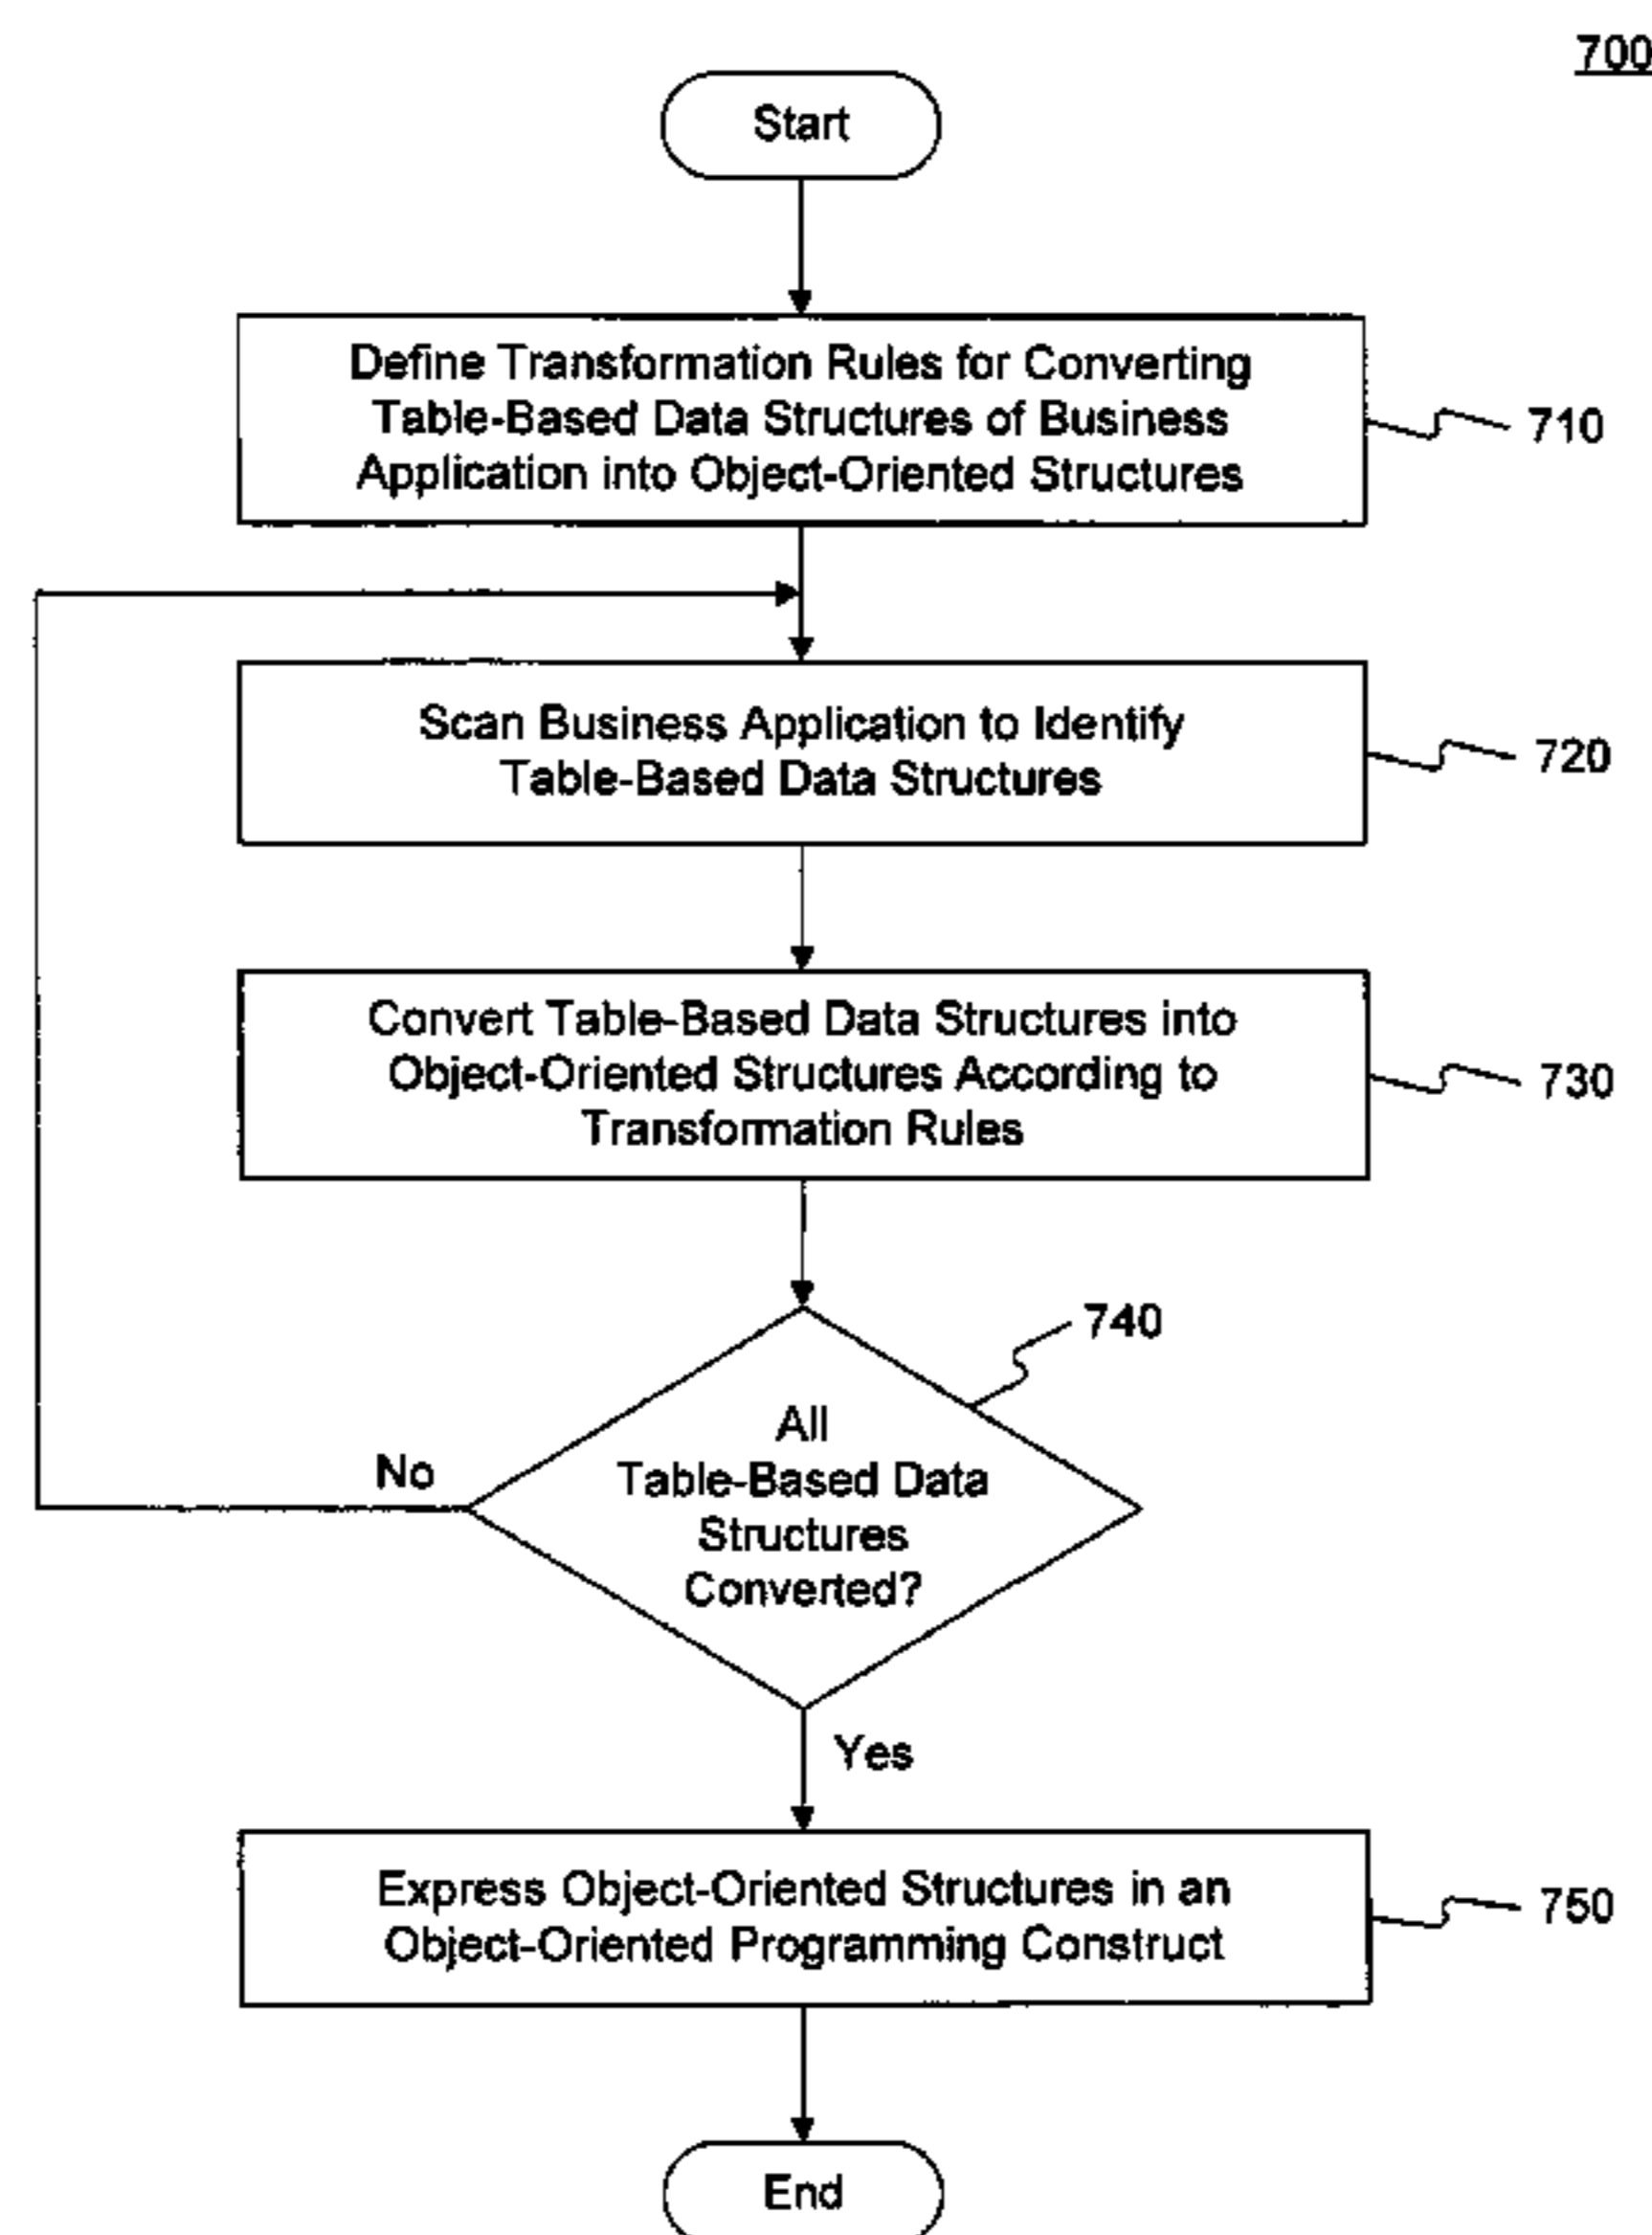 700
Start
Define Transformation Rules for Converting
Table-Based Data Structures of Business
Application into Object-Oriented Structures
710
Scan Business Application to Identify
Table-Based Data Structures
720
Convert Table-Based Data Structures into
Object-Oriented Structures According to
Transformation Rules
730
740
All
Table-Based Data
Structures
Converted?
No
Yes
Express Object-Oriented Structures in an
Object-Oriented Programming Construct
750
End